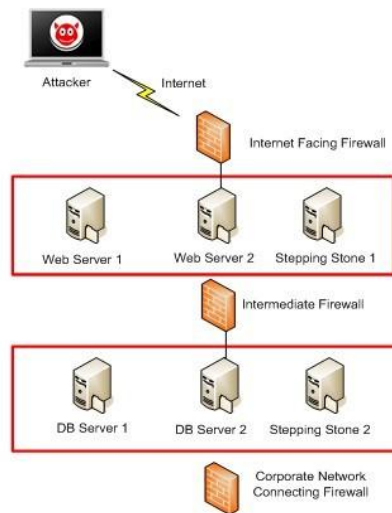 Attacker
Internet
Internet Facing Firewall
Web Server 1
Web Server 2
Stepping Stone 1
Intermediate Firewall
DB Server 1
DB Server 2
Stepping Stone 2
Corporate Network
Connecting Firewall